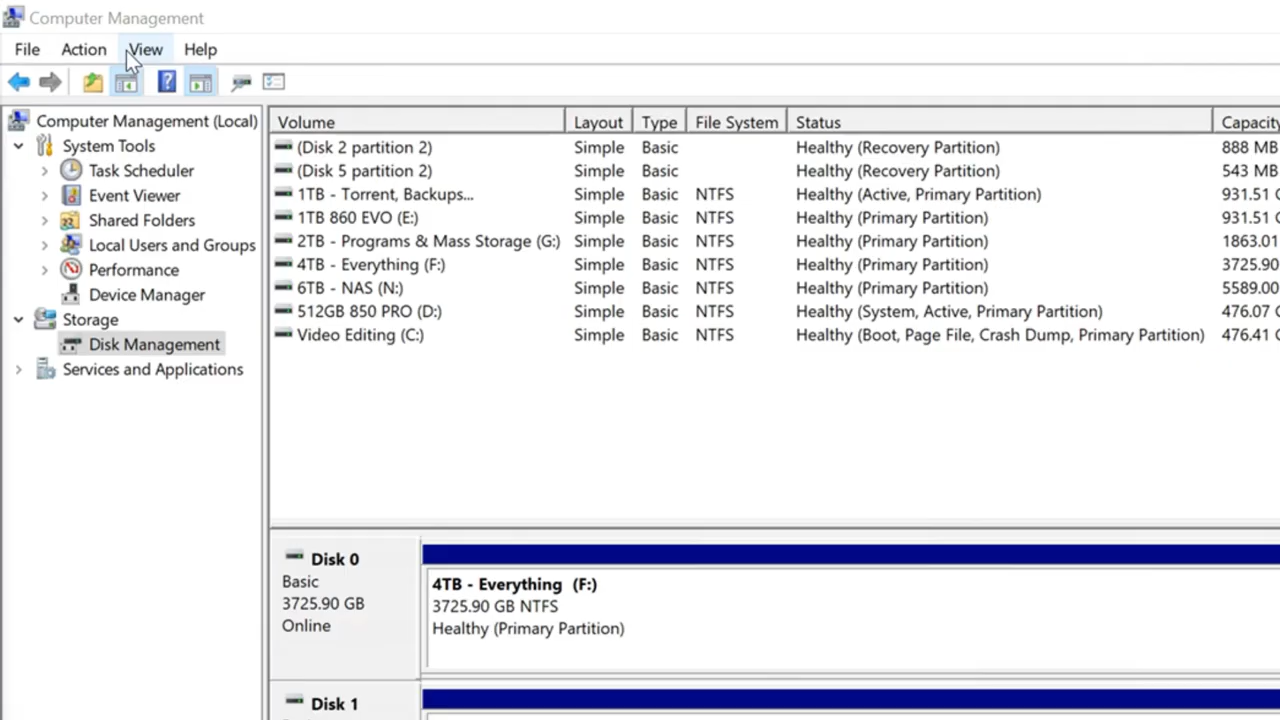 Computer Management
File Action View Help
Computer Management (Local)
System Tools
Task Scheduler
Event Viewer
Shared Folders
Local Users and Groups
Performance
Device Manager
Storage
Disk Management
Services and Applications
Volume Layout Type File System Status Capacity
(Disk 2 partition 2) Simple Basic Healthy (Recovery Partition) 888 MB
(Disk 5 partition 2) Simple Basic Healthy (Recovery Partition) 543 MB
1TB - Torrent, Backups... Simple Basic NTFS Healthy (Active, Primary Partition) 931.51 G
1TB 860 EVO (E:) Simple Basic NTFS Healthy (Primary Partition) 931.51 G
2TB - Programs & Mass Storage (G:) Simple Basic NTFS Healthy (Primary Partition) 1863.01
4TB - Everything (F:) Simple Basic NTFS Healthy (Primary Partition) 3725.90
6TB - NAS (N:) Simple Basic NTFS Healthy (Primary Partition) 5589.00
512GB 850 PRO (D:) Simple Basic NTFS Healthy (System, Active, Primary Partition) 476.07 G
Video Editing (C:) Simple Basic NTFS Healthy (Boot, Page File, Crash Dump, Primary Partition) 476.41 G
Disk 0
Basic
3725.90 GB
Online
4TB - Everything (F:)
3725.90 GB NTFS
Healthy (Primary Partition)
Disk 1